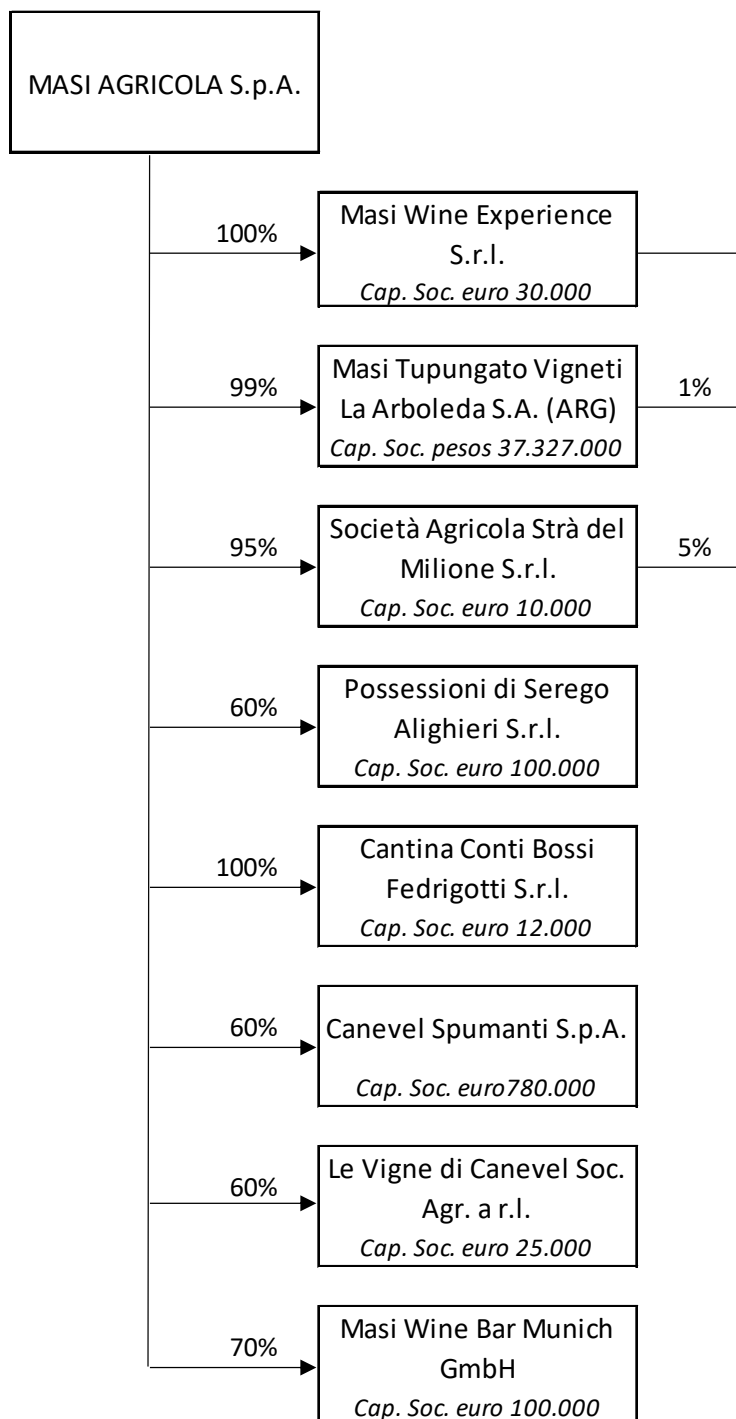 MASI AGRICOLA S.p.A.
100%
Masi Wine Experience
S.r.l.
Cap. Soc. euro 30.000
99%
Masi Tupungato Vigneti
La Arboleda S.A. (ARG)
Cap. Soc. pesos 37.327.000
1%
95%
Società Agricola Strà del
Milione S.r.l.
Cap. Soc. euro 10.000
5%
60%
Possessioni di Serego
Alighieri S.r.l.
Cap. Soc. euro 100.000
100%
Cantina Conti Bossi
Fedrigotti S.r.l.
Cap. Soc. euro 12.000
60%
Canevel Spumanti S.p.A.
Cap. Soc. euro780.000
60%
Le Vigne di Canevel Soc.
Agr. a r.l.
Cap. Soc. euro 25.000
70%
Masi Wine Bar Munich
GmbH
Cap. Soc. euro 100.000